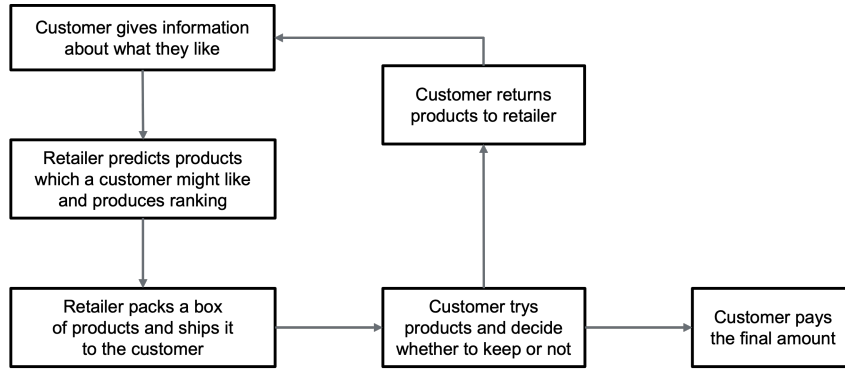 Customer gives information
about what they like
Customer returns
products to retailer
Retailer predicts products
which a customer might like
and produces ranking
Retailer packs a box
of products and ships it
to the customer
Customer trys
products and decide
whether to keep or not
Customer pays
the final amount